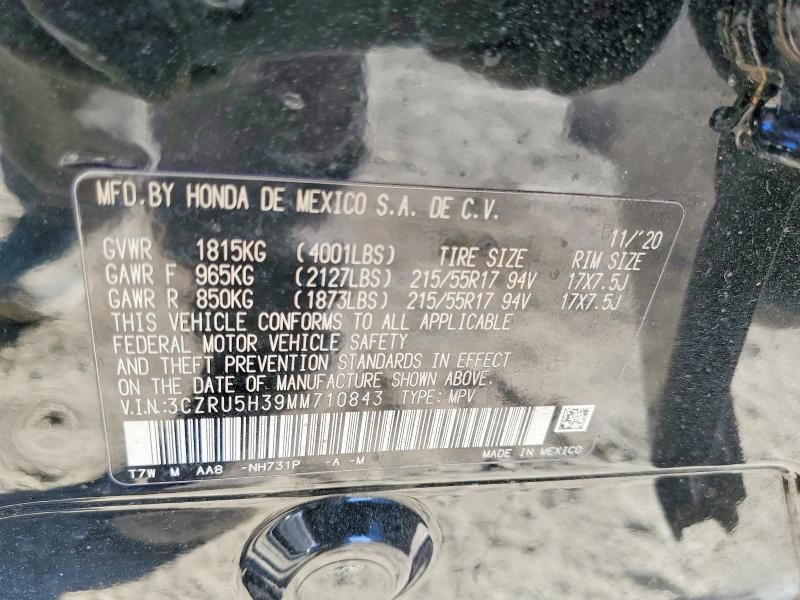 MFD.BY HONDA DE MEXICO S.A. DE C.V.
11/'20
GVWR 1815KG (4001LBS) TIRE SIZE RIM SIZE
GAWR F 965KG (2127LBS) 215/55R17 94V 17X7.5J
GAWR R 850KG (1873LBS) 215/55R17 94V 17X7.5J
THIS VEHICLE CONFORMS TO ALL APPLICABLE
FEDERAL MOTOR VEHICLE SAFETY
AND THEFT PREVENTION STANDARDS IN EFFECT
ON THE DATE OF MANUFACTURE SHOWN ABOVE.
V.I.N:3CZRU5H39MM710843 TYPE: MPV
T7W M AA8 -NH731P -A -M MADE IN MEXICO